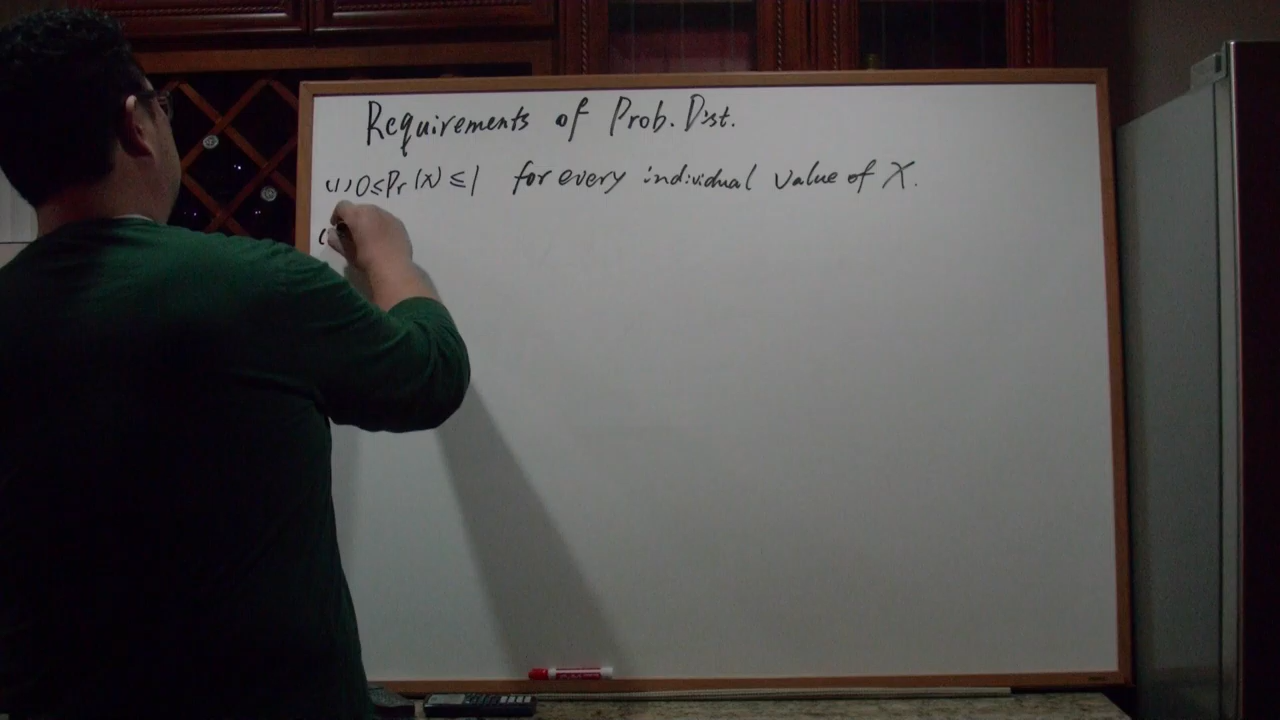 Requirements of Prob. Dist.
(1) 0 ≤ Pr(x) ≤ 1 for every individual value of X.
(